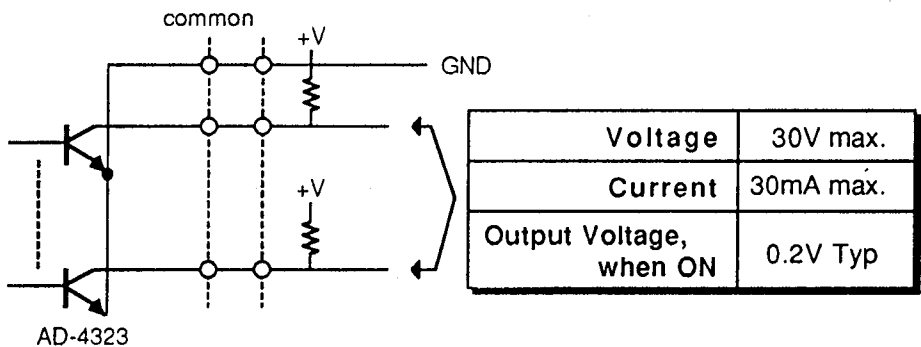 common
+V
GND
+V
AD-4323
Voltage 30V max.
Current 30mA max.
Output Voltage,
when ON 0.2V Typ